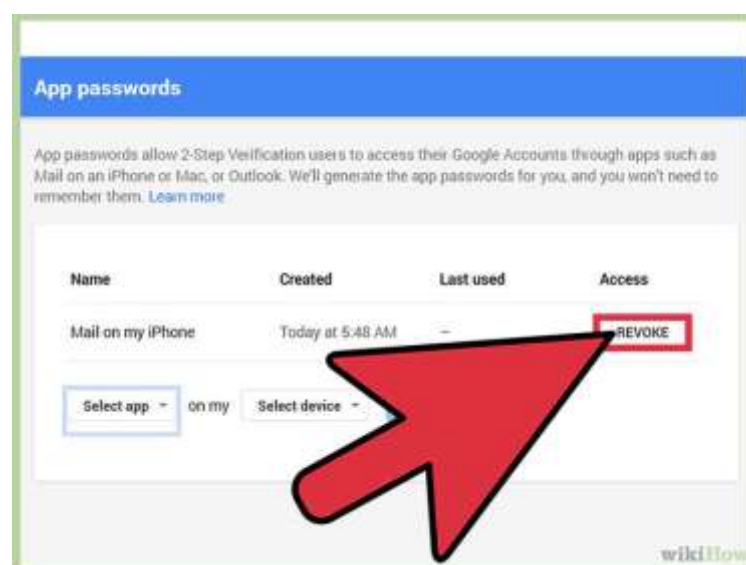 App passwords
App passwords allow 2-Step Verification users to access their Google Accounts through apps such as
Mail on an iPhone or Mac, or Outlook. We'll generate the app passwords for you, and you won't need to
remember them. Learn more
Name Created Last used Access
Mail on my iPhone Today at 5:48 AM – REVOKE
Select app on my Select device
wikiHow